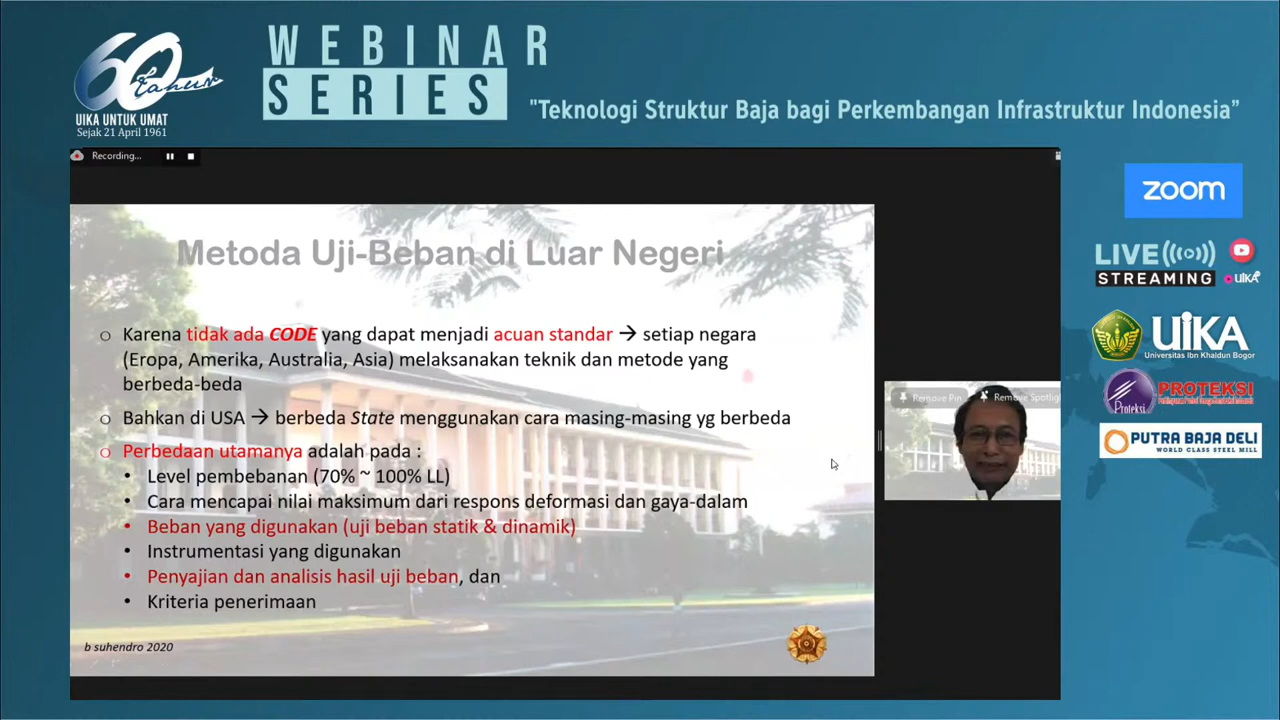 60
Tahun
UIKA UNTUK UMAT
Sejak 21 April 1961
WEBINAR
SERIES
"Teknologi Struktur Baja bagi Perkembangan Infrastruktur Indonesia"
Recording...
Metoda Uji-Beban di Luar Negeri
o Karena tidak ada CODE yang dapat menjadi acuan standar → setiap negara
(Eropa, Amerika, Australia, Asia) melaksanakan teknik dan metode yang
berbeda-beda
o Bahkan di USA → berbeda State menggunakan cara masing-masing yg berbeda
o Perbedaan utamanya adalah pada :
• Level pembebanan (70% ~ 100% LL)
• Cara mencapai nilai maksimum dari respons deformasi dan gaya-dalam
• Beban yang digunakan (uji beban statik & dinamik)
• Instrumentasi yang digunakan
• Penyajian dan analisis hasil uji beban, dan
• Kriteria penerimaan
b suhendro 2020
Remove Pin
Remove Spotlig
zoom
LIVE
STREAMING
UIKA
UIKA
Universitas Ibn Khaldun Bogor
Proteksi
PROTEKSI
PUTRA BAJA DELI
WORLD CLASS STEEL MILL